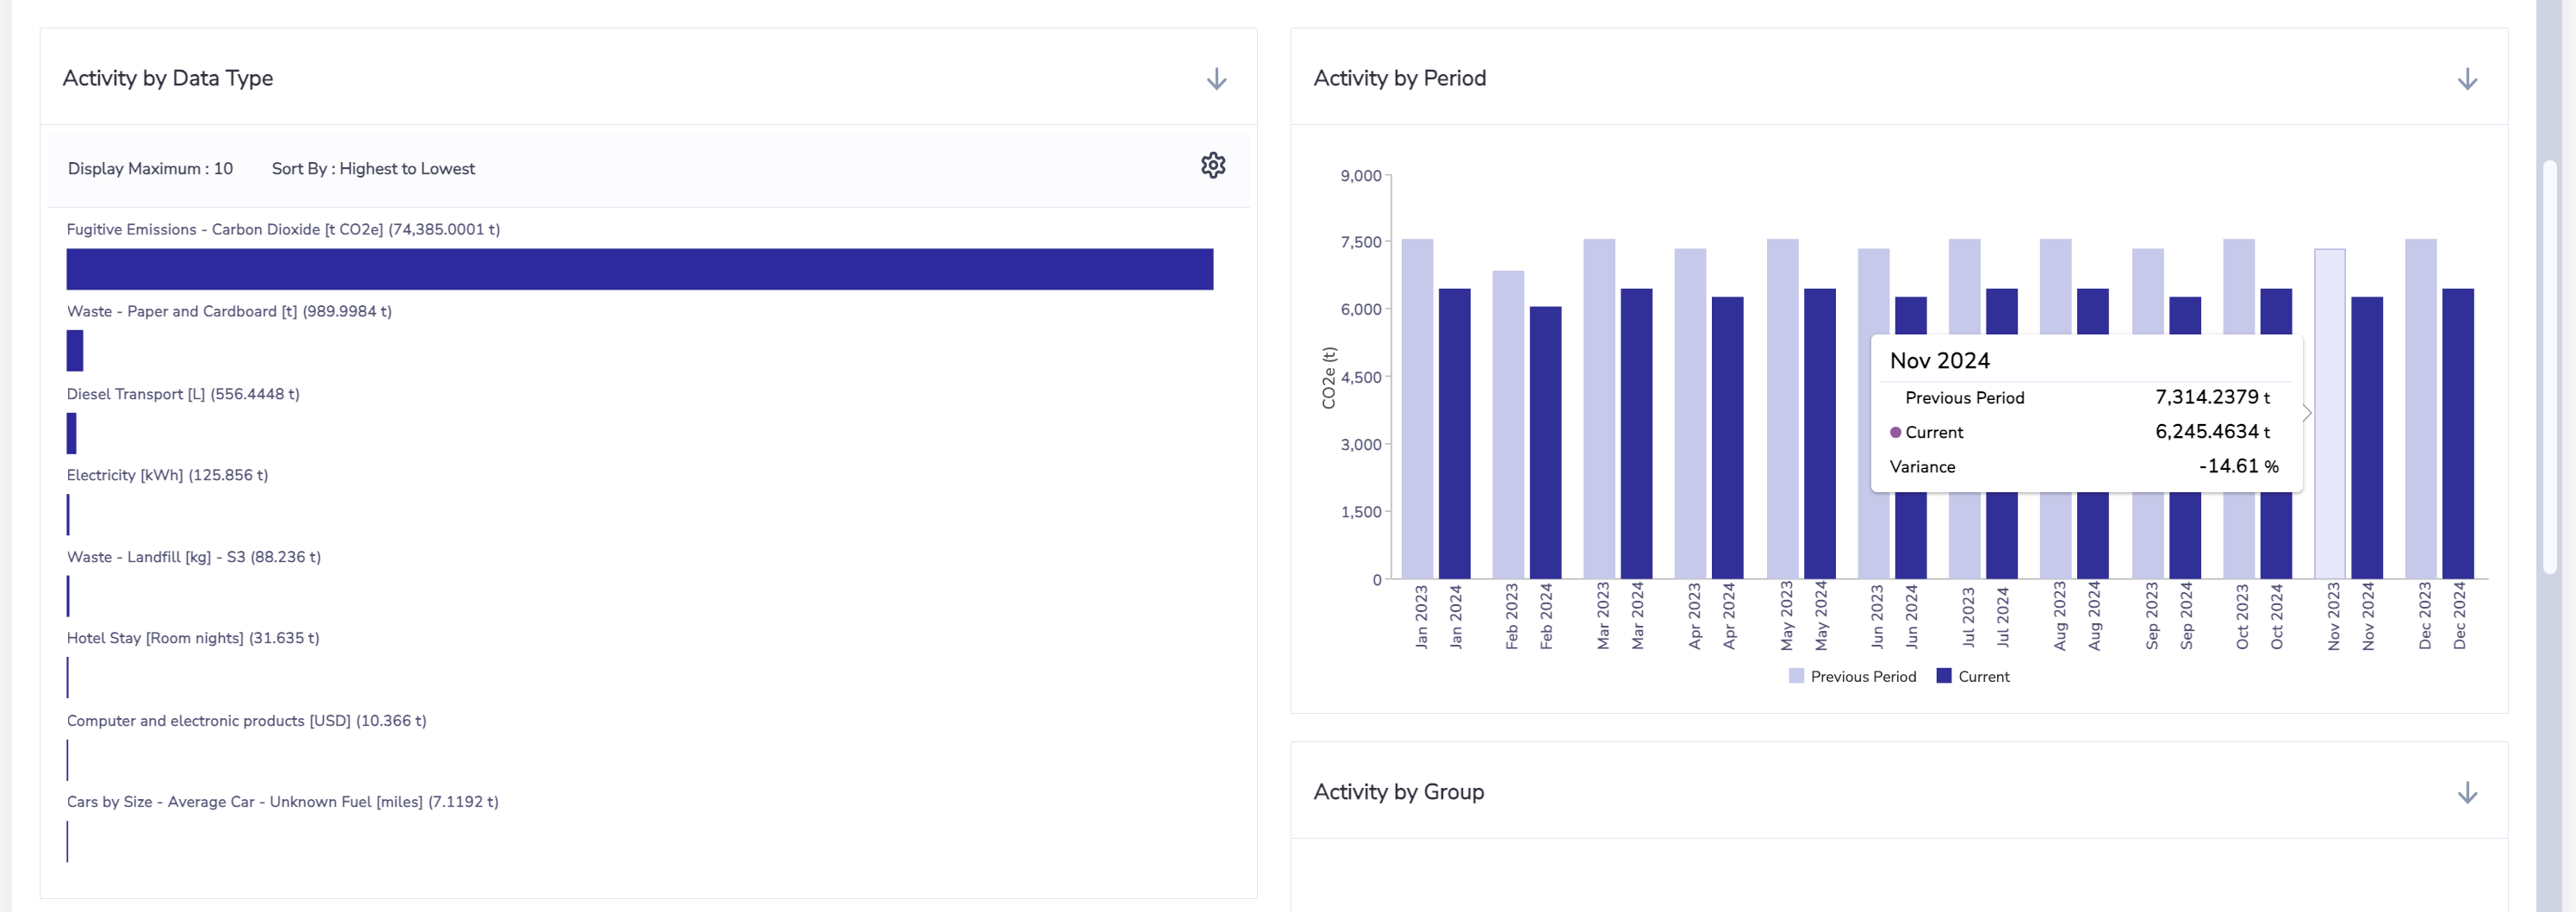 Activity by Data Type
Display Maximum : 10 Sort By : Highest to Lowest
Fugitive Emissions - Carbon Dioxide [t CO2e] (74,385.0001 t)
Waste - Paper and Cardboard [t] (989.9984 t)
Diesel Transport [L] (556.4448 t)
Electricity [kWh] (125.856 t)
Waste - Landfill [kg] - S3 (88.236 t)
Hotel Stay [Room nights] (31.635 t)
Computer and electronic products [USD] (10.366 t)
Cars by Size - Average Car - Unknown Fuel [miles] (7.1192 t)
Activity by Period
CO2e (t)
9,000
7,500
6,000
4,500
3,000
1,500
0
Nov 2024
Previous Period 7,314.2379 t
Current 6,245.4634 t
Variance -14.61 %
Jan 2023
Jan 2024
Feb 2023
Feb 2024
Mar 2023
Mar 2024
Apr 2023
Apr 2024
May 2023
May 2024
Jun 2023
Jun 2024
Jul 2023
Jul 2024
Aug 2023
Aug 2024
Sep 2023
Sep 2024
Oct 2023
Oct 2024
Nov 2023
Nov 2024
Dec 2023
Dec 2024
Previous Period Current
Activity by Group